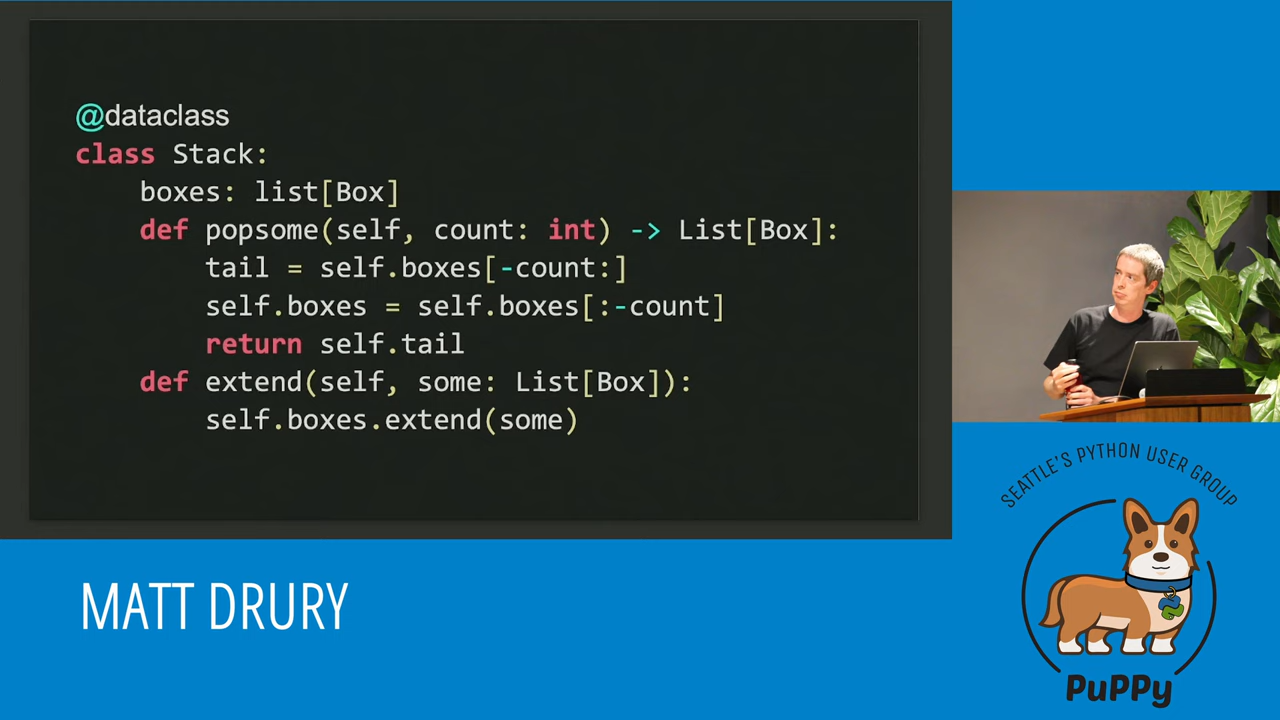 @dataclass
class Stack:
    boxes: list[Box]
    def popsome(self, count: int) -> List[Box]:
        tail = self.boxes[-count:]
        self.boxes = self.boxes[:-count]
        return self.tail
    def extend(self, some: List[Box]):
        self.boxes.extend(some)
MATT DRURY
SEATTLE'S PYTHON USER GROUP
PuPPy